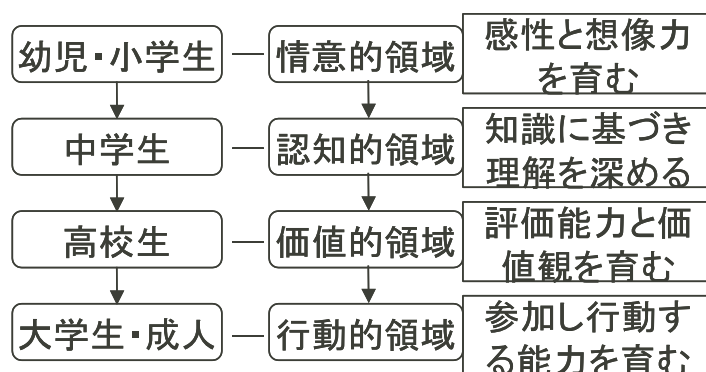 幼児・小学生
情意的領域
感性と想像力
を育む
中学生
認知的領域
知識に基づき
理解を深める
高校生
価値的領域
評価能力と価
値観を育む
大学生・成人
行動的領域
参加し行動す
る能力を育む